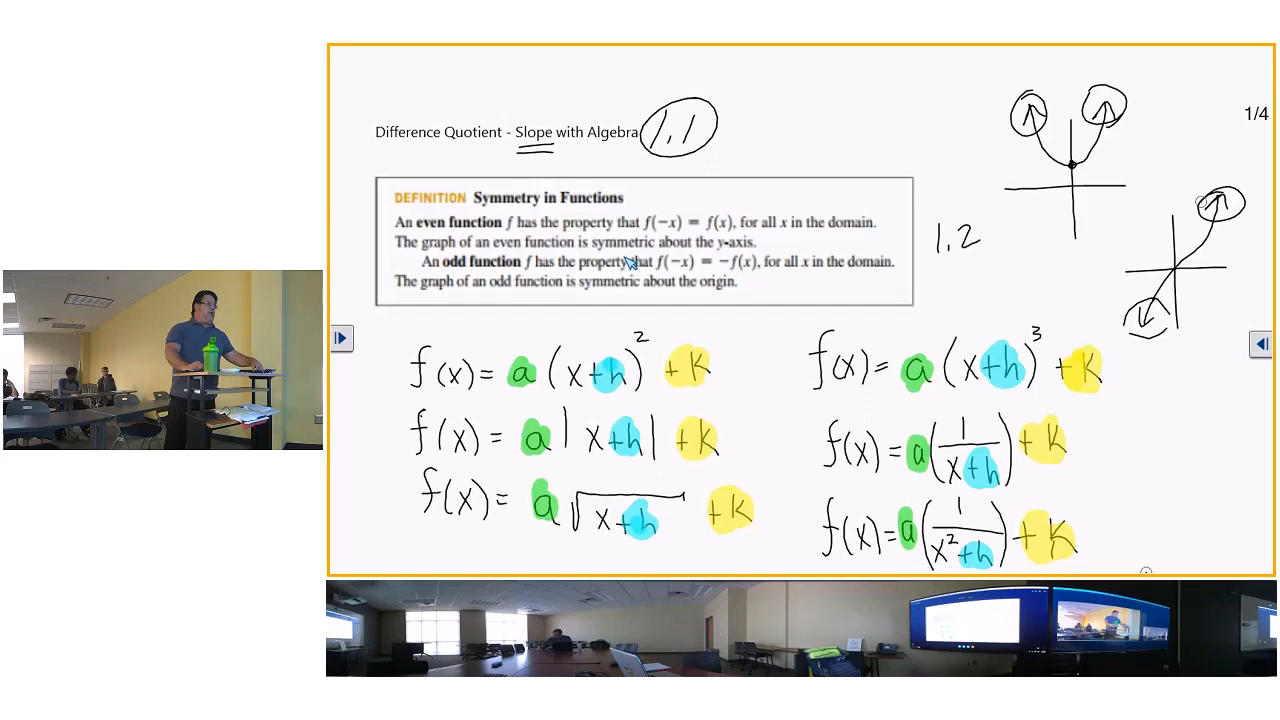 1/4
Difference Quotient - Slope with Algebra 1.1
DEFINITION Symmetry in Functions
An even function f has the property that f(−x) = f(x), for all x in the domain.
The graph of an even function is symmetric about the y-axis.
An odd function f has the property that f(−x) = −f(x), for all x in the domain.
The graph of an odd function is symmetric about the origin.
1.2
f(x) = a(x+h)² + k
f(x) = a(x+h)³ + k
f(x) = a|x+h| + k
f(x) = a(1/(x+h)) + k
f(x) = a√(x+h) + k
f(x) = a(1/(x²+h)) + k